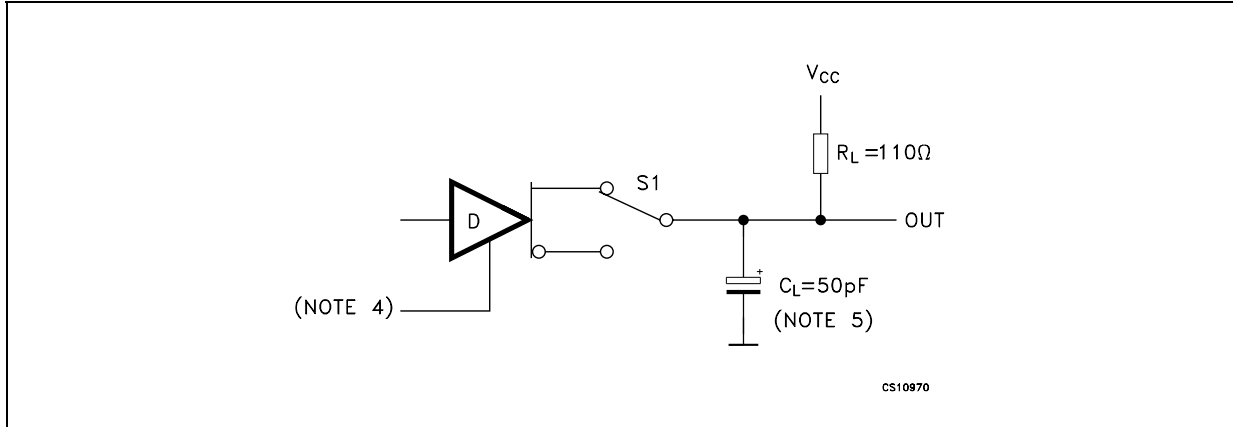 VCC
RL=110Ω
S1
D
OUT
+
CL=50pF
(NOTE 4)
(NOTE 5)
CS10970